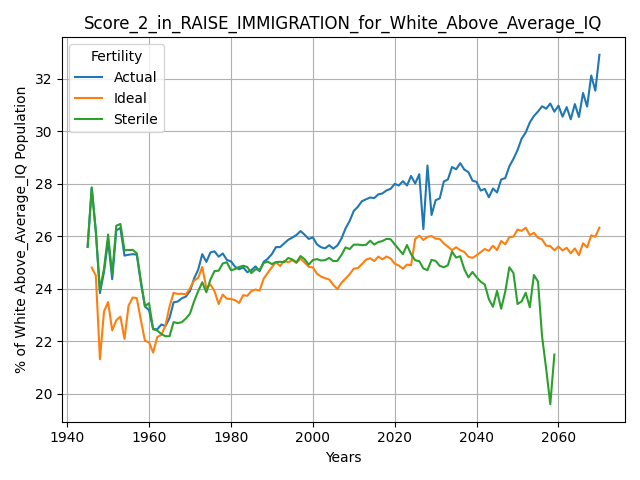 Score_2_in_RAISE_IMMIGRATION_for_White_Above_Average_IQ
Fertility
Actual
Ideal
Sterile
% of White Above_Average_IQ Population
32
30
28
26
24
22
20
1940
1960
1980
2000
2020
2040
2060
Years